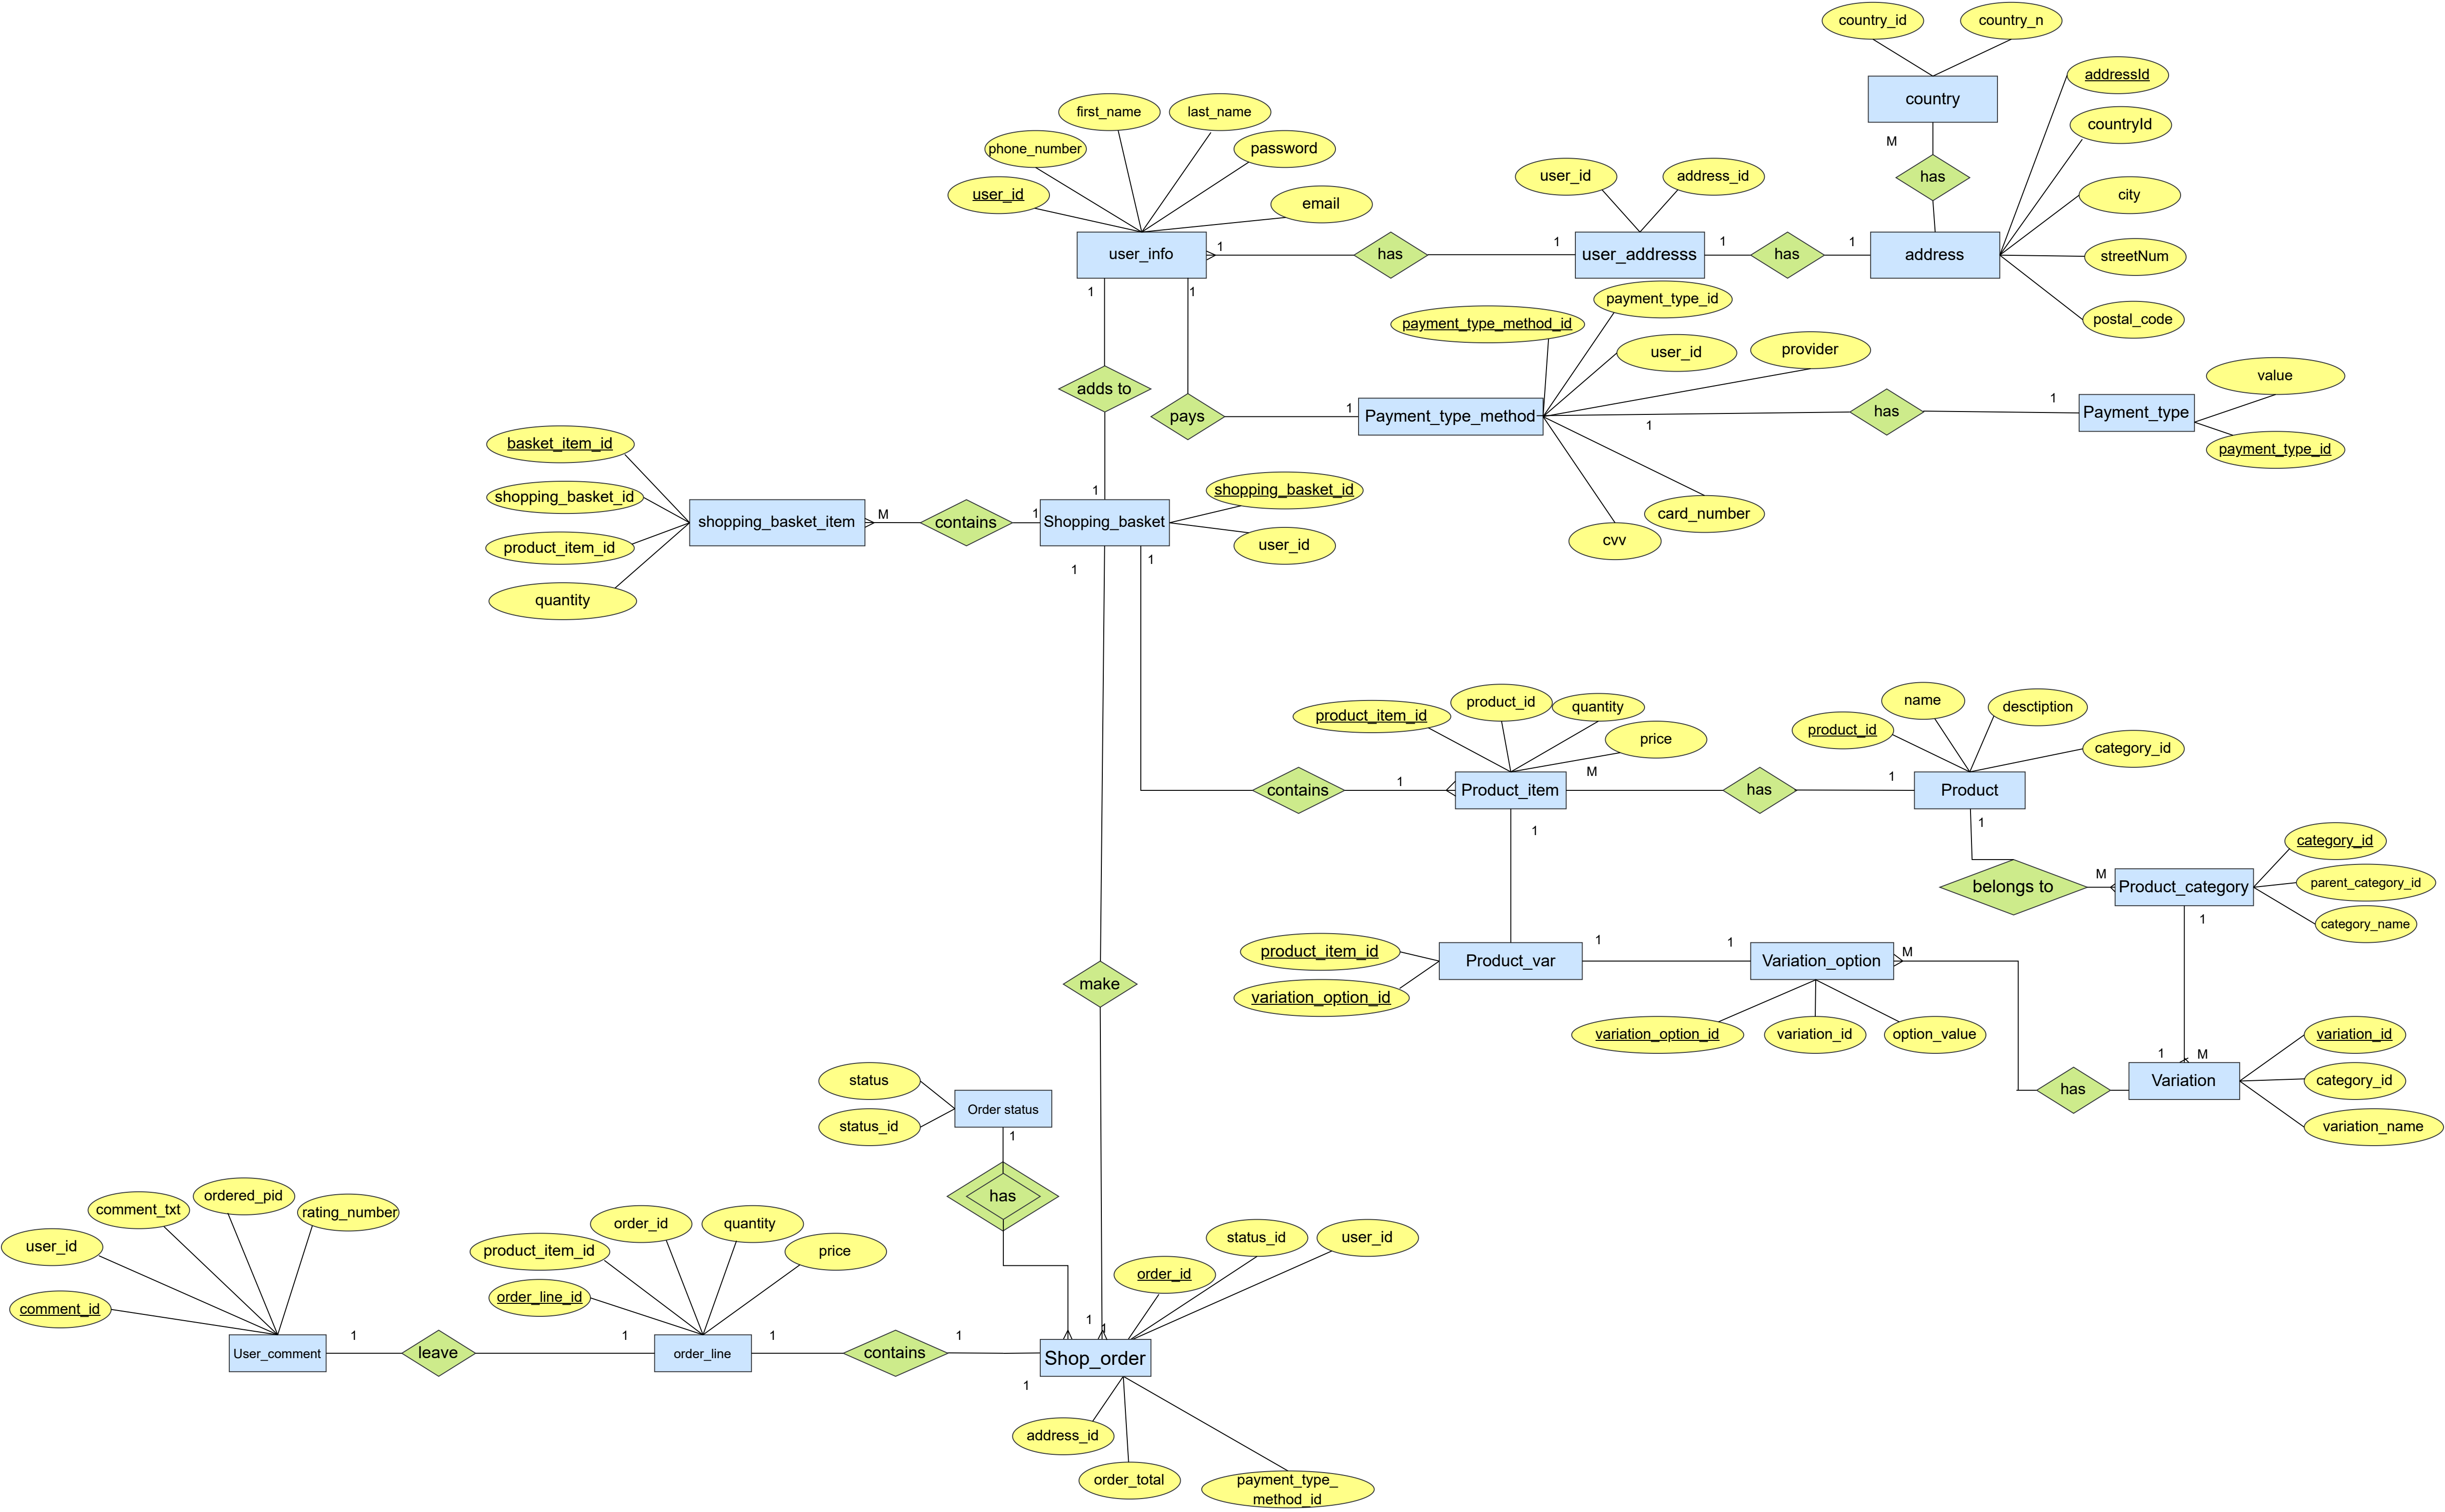 country_id
country_n
country
addressId
countryId
city
streetNum
postal_code
M
has
address
first_name
last_name
phone_number
password
user_id
email
user_info
1
has
1
user_id
address_id
user_addresss
1
has
1
1
1
adds to
pays
1
payment_type_method_id
payment_type_id
user_id
provider
Payment_type_method
1
has
1
Payment_type
value
payment_type_id
card_number
cvv
basket_item_id
shopping_basket_id
product_item_id
quantity
shopping_basket_item
M
contains
1
1
Shopping_basket
shopping_basket_id
user_id
1
1
product_item_id
product_id
quantity
price
contains
1
Product_item
M
has
1
Product
product_id
name
desctiption
category_id
1
1
belongs to
M
Product_category
category_id
parent_category_id
category_name
1
product_item_id
variation_option_id
Product_var
1
1
Variation_option
M
variation_option_id
variation_id
option_value
has
1
M
Variation
variation_id
category_id
variation_name
make
status
status_id
Order status
1
has
comment_txt
ordered_pid
rating_number
user_id
comment_id
User_comment
1
leave
1
product_item_id
order_id
quantity
price
order_line_id
order_line
1
contains
1
1
1
1
Shop_order
order_id
status_id
user_id
address_id
order_total
payment_type_
method_id